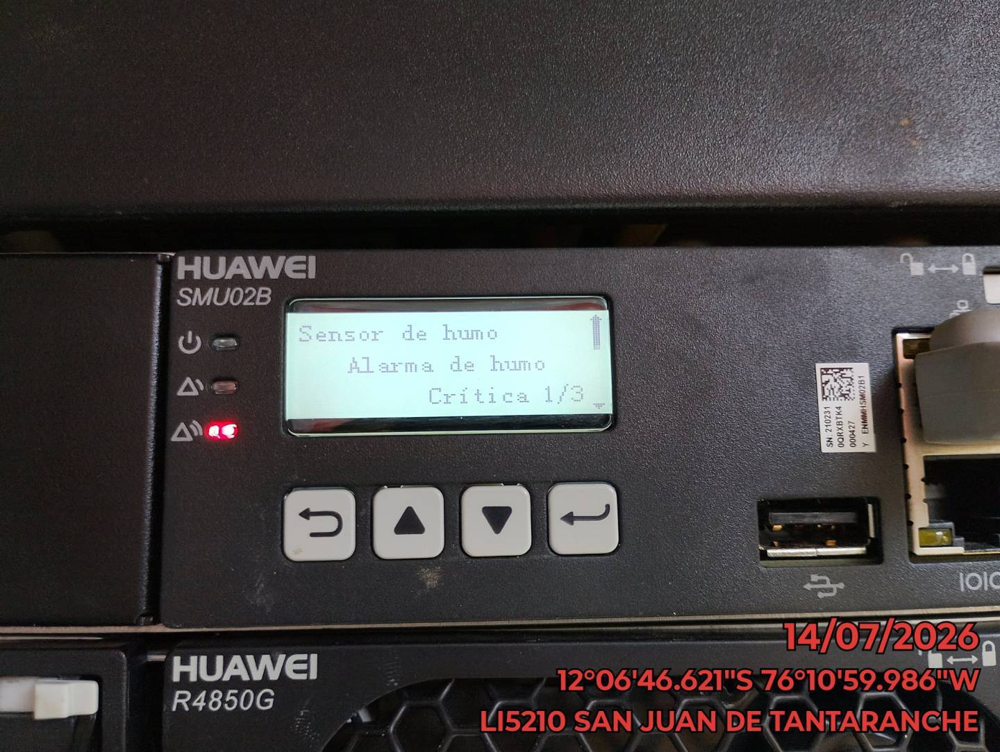 HUAWEI
SMU02B
Sensor de humo
Alarma de humo
Crítica 1/3
SN: 210231
0QRXBTK4
000427
Y ENMMHSM02B1
HUAWEI
R4850G
14/07/2026
12°06'46.621"S 76°10'59.986"W
LI5210 SAN JUAN DE TANTARANCHE